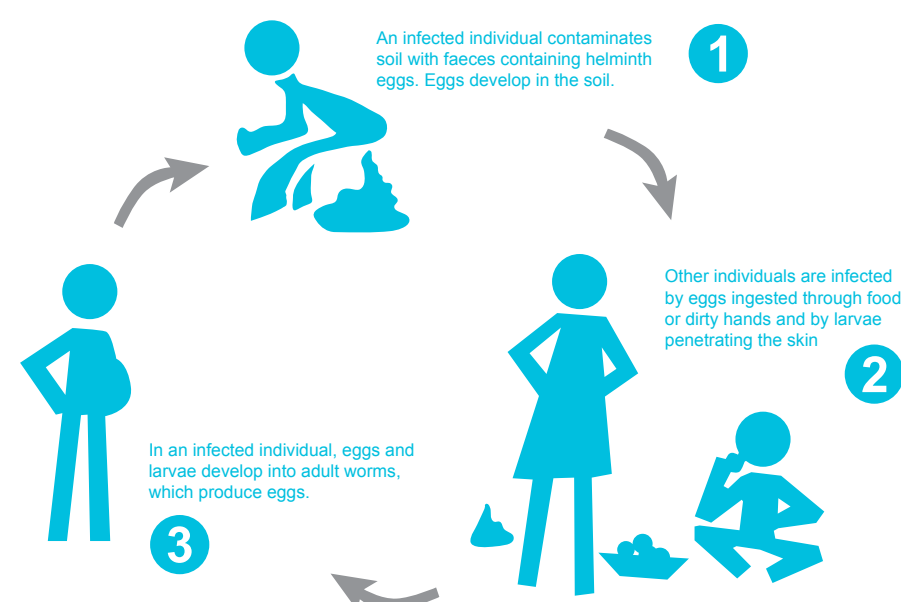 An infected individual contaminates
soil with faeces containing helminth
eggs. Eggs develop in the soil.
1
Other individuals are infected
by eggs ingested through food
or dirty hands and by larvae
penetrating the skin
2
In an infected individual, eggs and
larvae develop into adult worms,
which produce eggs.
3